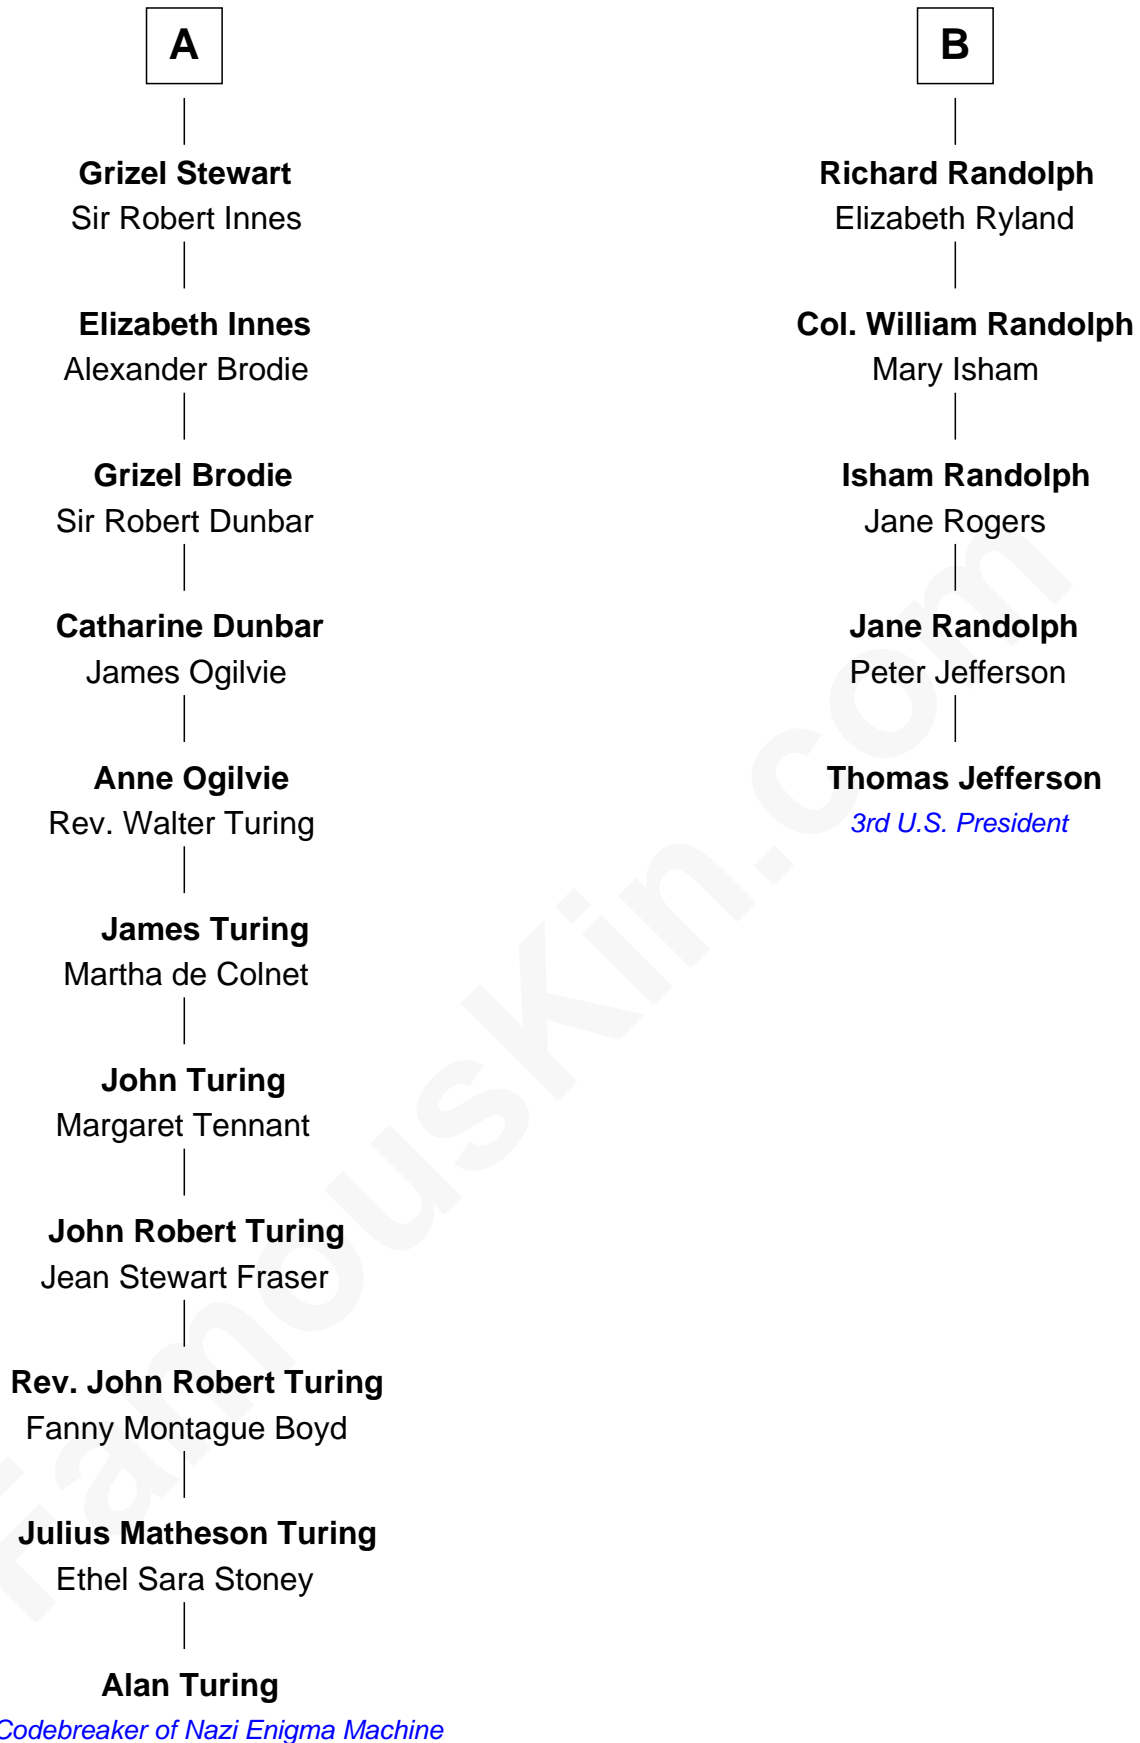 A
Grizel Stewart
Sir Robert Innes
Elizabeth Innes
Alexander Brodie
Grizel Brodie
Sir Robert Dunbar
Catharine Dunbar
James Ogilvie
Anne Ogilvie
Rev. Walter Turing
James Turing
Martha de Colnet
John Turing
Margaret Tennant
John Robert Turing
Jean Stewart Fraser
Rev. John Robert Turing
Fanny Montague Boyd
Julius Matheson Turing
Ethel Sara Stoney
Alan Turing
Codebreaker of Nazi Enigma Machine
B
Richard Randolph
Elizabeth Ryland
Col. William Randolph
Mary Isham
Isham Randolph
Jane Rogers
Jane Randolph
Peter Jefferson
Thomas Jefferson
3rd U.S. President
FamousKin.com